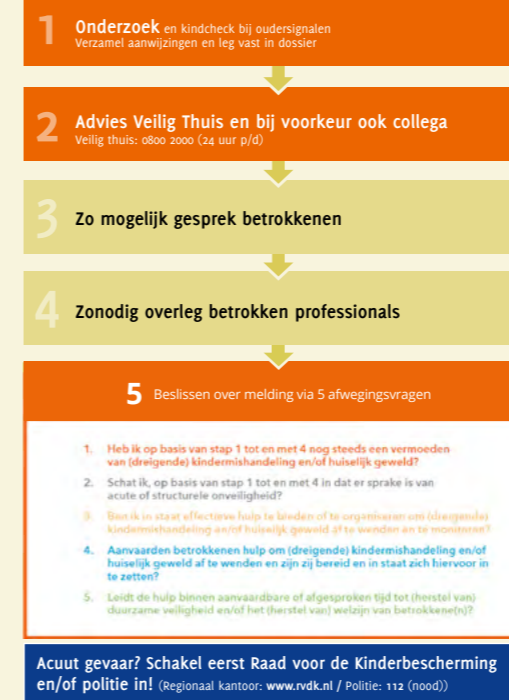 1 Onderzoek en kindcheck bij oudersignalen
Verzamel aanwijzingen en leg vast in dossier
2 Advies Veilig Thuis en bij voorkeur ook collega
Veilig thuis: 0800 2000 (24 uur p/d)
3 Zo mogelijk gesprek betrokkenen
4 Zonodig overleg betrokken professionals
5 Beslissen over melding via 5 afwegingsvragen
1. Heb ik op basis van stap 1 tot en met 4 nog steeds een vermoeden
van (dreigende) kindermishandeling en/of huiselijk geweld?
2. Schat ik, op basis van stap 1 tot en met 4 in dat er sprake is van
acute of structurele onveiligheid?
3. Ben ik in staat effectieve hulp te bieden of te organiseren om (dreigende)
kindermishandeling en/of huiselijk geweld af te wenden en te monitoren?
4. Aanvaarden betrokkenen hulp om (dreigende) kindermishandeling en/of
huiselijk geweld af te wenden en zijn zij bereid en in staat zich hiervoor in
te zetten?
5. Leidt de hulp binnen aanvaardbare of afgesproken tijd tot (herstel van)
duurzame veiligheid en/of het (herstel van) welzijn van betrokkene(n)?
Acuut gevaar? Schakel eerst Raad voor de Kinderbescherming
en/of politie in! (Regionaal kantoor: www.rvdk.nl / Politie: 112 (nood))